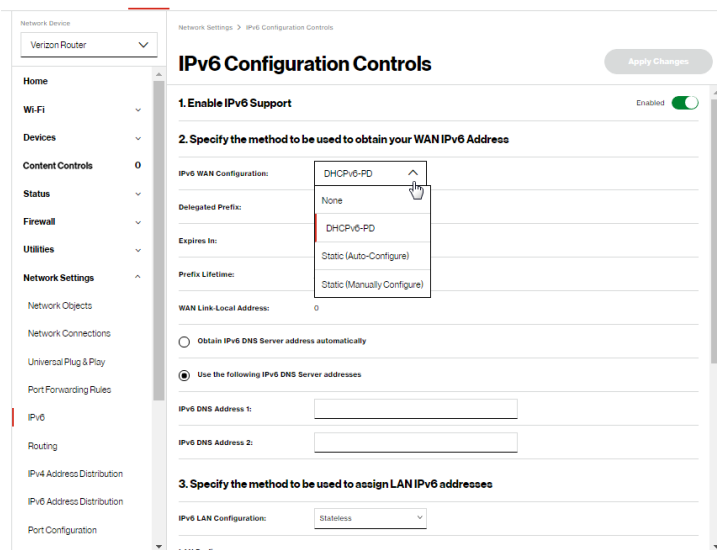 Network Device
Verizon Router
Home
Wi-Fi
Devices
Content Controls 0
Status
Firewall
Utilities
Network Settings
Network Objects
Network Connections
Universal Plug & Play
Port Forwarding Rules
IPv6
Routing
IPv4 Address Distribution
IPv6 Address Distribution
Port Configuration
Network Settings > IPv6 Configuration Controls
IPv6 Configuration Controls
Apply Changes
1. Enable IPv6 Support
Enabled
2. Specify the method to be used to obtain your WAN IPv6 Address
IPv6 WAN Configuration: DHCPv6-PD
None
DHCPv6-PD
Static (Auto-Configure)
Static (Manually Configure)
Delegated Prefix:
Expires In:
Prefix Lifetime:
WAN Link-Local Address: 0
Obtain IPv6 DNS Server address automatically
Use the following IPv6 DNS Server addresses
IPv6 DNS Address 1:
IPv6 DNS Address 2:
3. Specify the method to be used to assign LAN IPv6 addresses
IPv6 LAN Configuration: Stateless